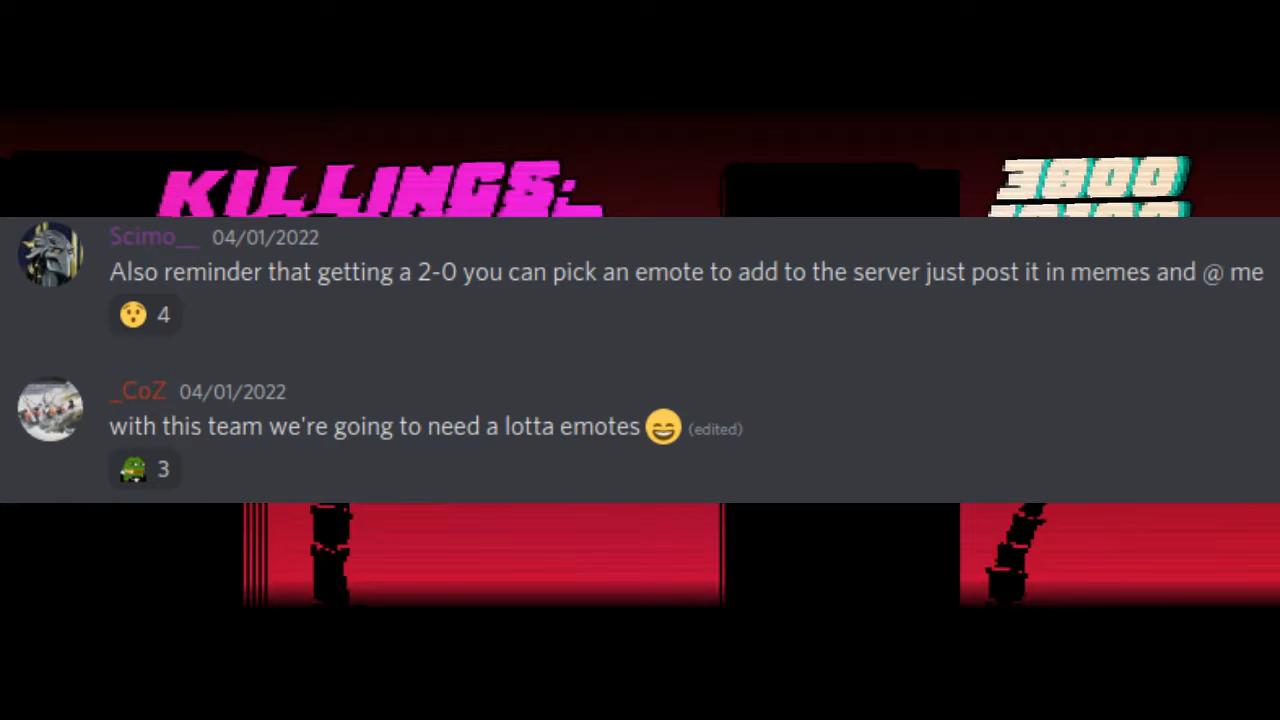 KILLINGS:
3800
Scimo__ 04/01/2022
Also reminder that getting a 2-0 you can pick an emote to add to the server just post it in memes and @ me
4
_CoZ 04/01/2022
with this team we're going to need a lotta emotes (edited)
3